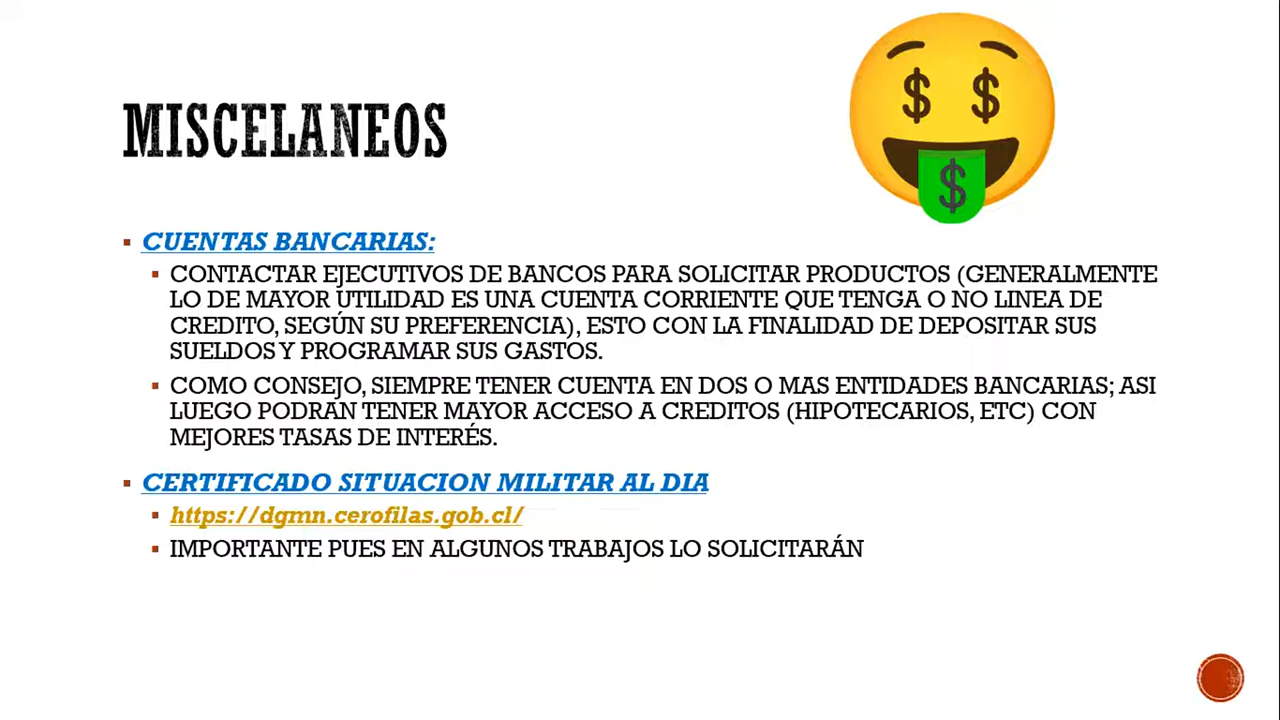 MISCELANEOS
CUENTAS BANCARIAS:
CONTACTAR EJECUTIVOS DE BANCOS PARA SOLICITAR PRODUCTOS (GENERALMENTE
LO DE MAYOR UTILIDAD ES UNA CUENTA CORRIENTE QUE TENGA O NO LINEA DE
CREDITO, SEGÚN SU PREFERENCIA), ESTO CON LA FINALIDAD DE DEPOSITAR SUS
SUELDOS Y PROGRAMAR SUS GASTOS.
COMO CONSEJO, SIEMPRE TENER CUENTA EN DOS O MAS ENTIDADES BANCARIAS; ASI
LUEGO PODRAN TENER MAYOR ACCESO A CREDITOS (HIPOTECARIOS, ETC) CON
MEJORES TASAS DE INTERÉS.
CERTIFICADO SITUACION MILITAR AL DIA
https://dgmn.cerofilas.gob.cl/
IMPORTANTE PUES EN ALGUNOS TRABAJOS LO SOLICITARÁN